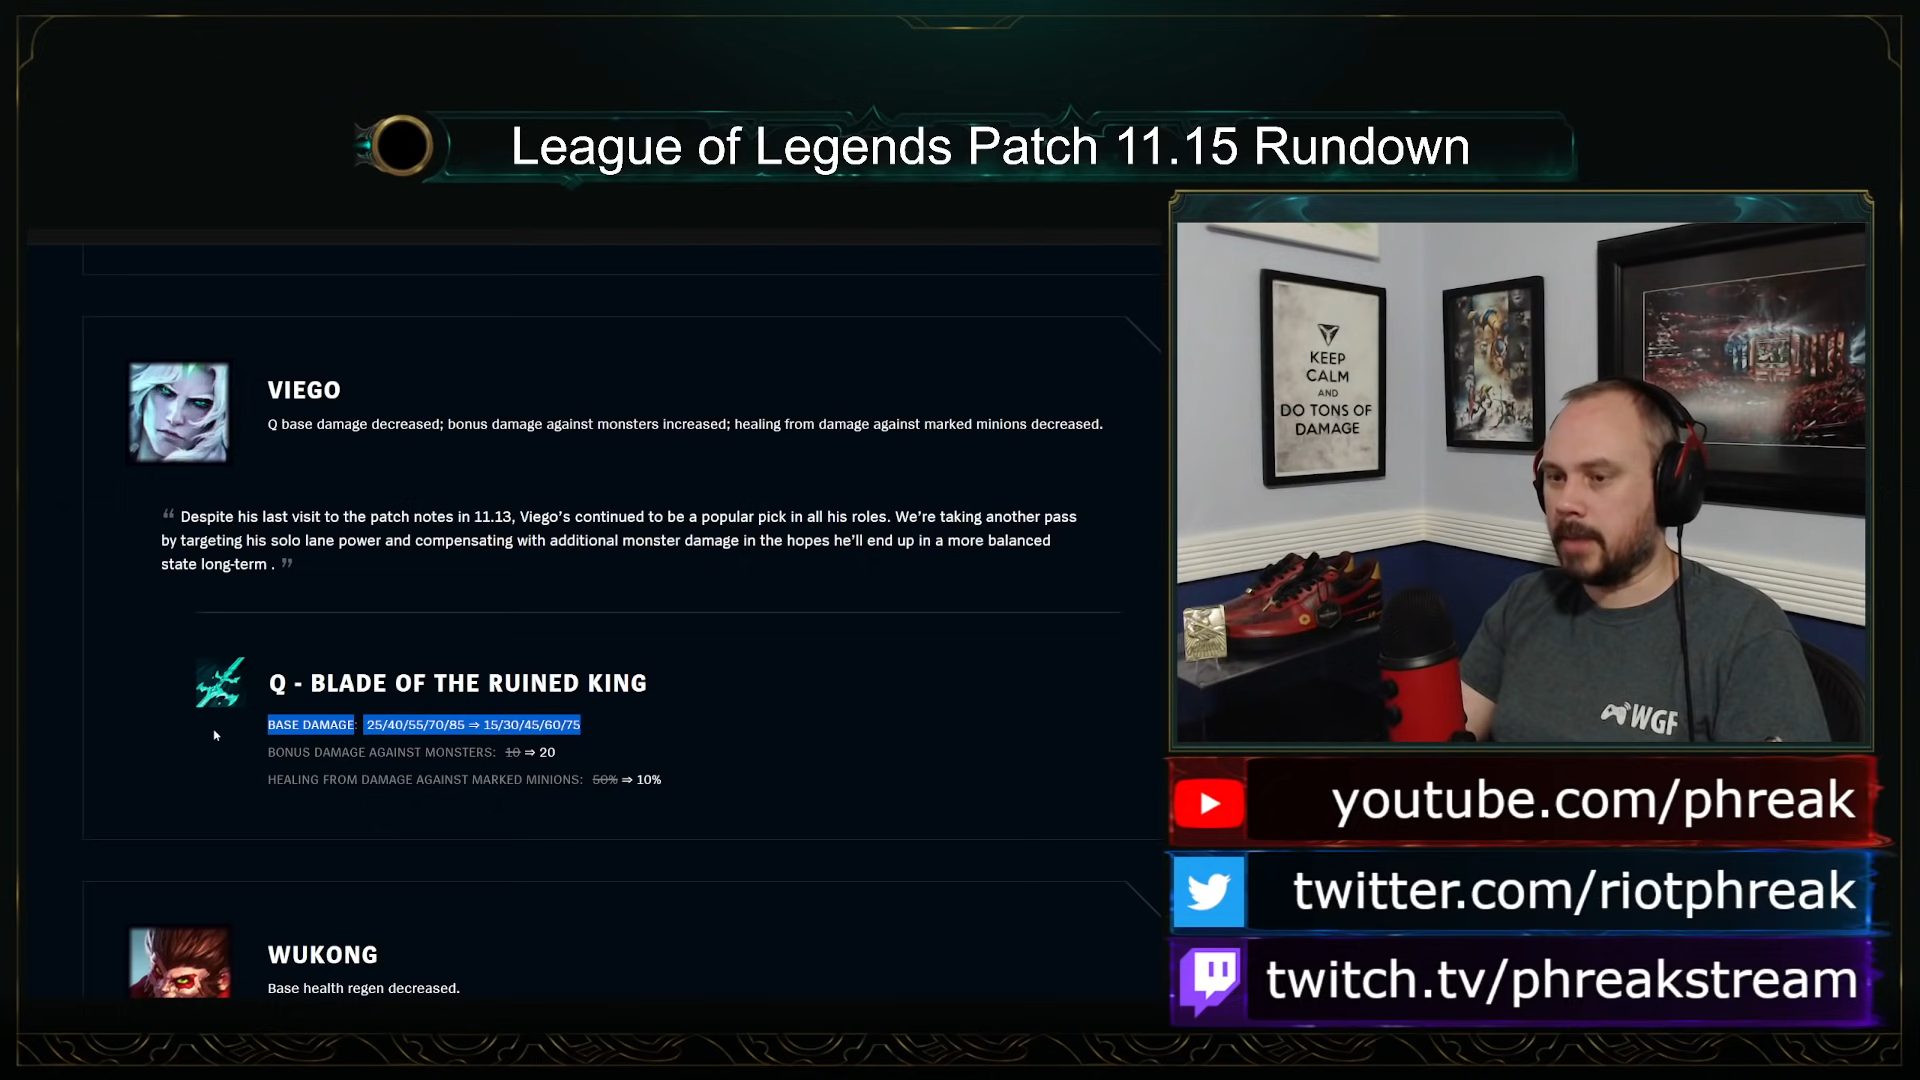 League of Legends Patch 11.15 Rundown
VIEGO
Q base damage decreased; bonus damage against monsters increased; healing from damage against marked minions decreased.
“ Despite his last visit to the patch notes in 11.13, Viego's continued to be a popular pick in all his roles. We're taking another pass
by targeting his solo lane power and compensating with additional monster damage in the hopes he'll end up in a more balanced
state long-term . ”
Q - BLADE OF THE RUINED KING
BASE DAMAGE: 25/40/55/70/85 ⇒ 15/30/45/60/75
BONUS DAMAGE AGAINST MONSTERS: 10 ⇒ 20
HEALING FROM DAMAGE AGAINST MARKED MINIONS: 50% ⇒ 10%
WUKONG
Base health regen decreased.
KEEP
CALM
AND
DO TONS OF
DAMAGE
WGF
youtube.com/phreak
twitter.com/riotphreak
twitch.tv/phreakstream